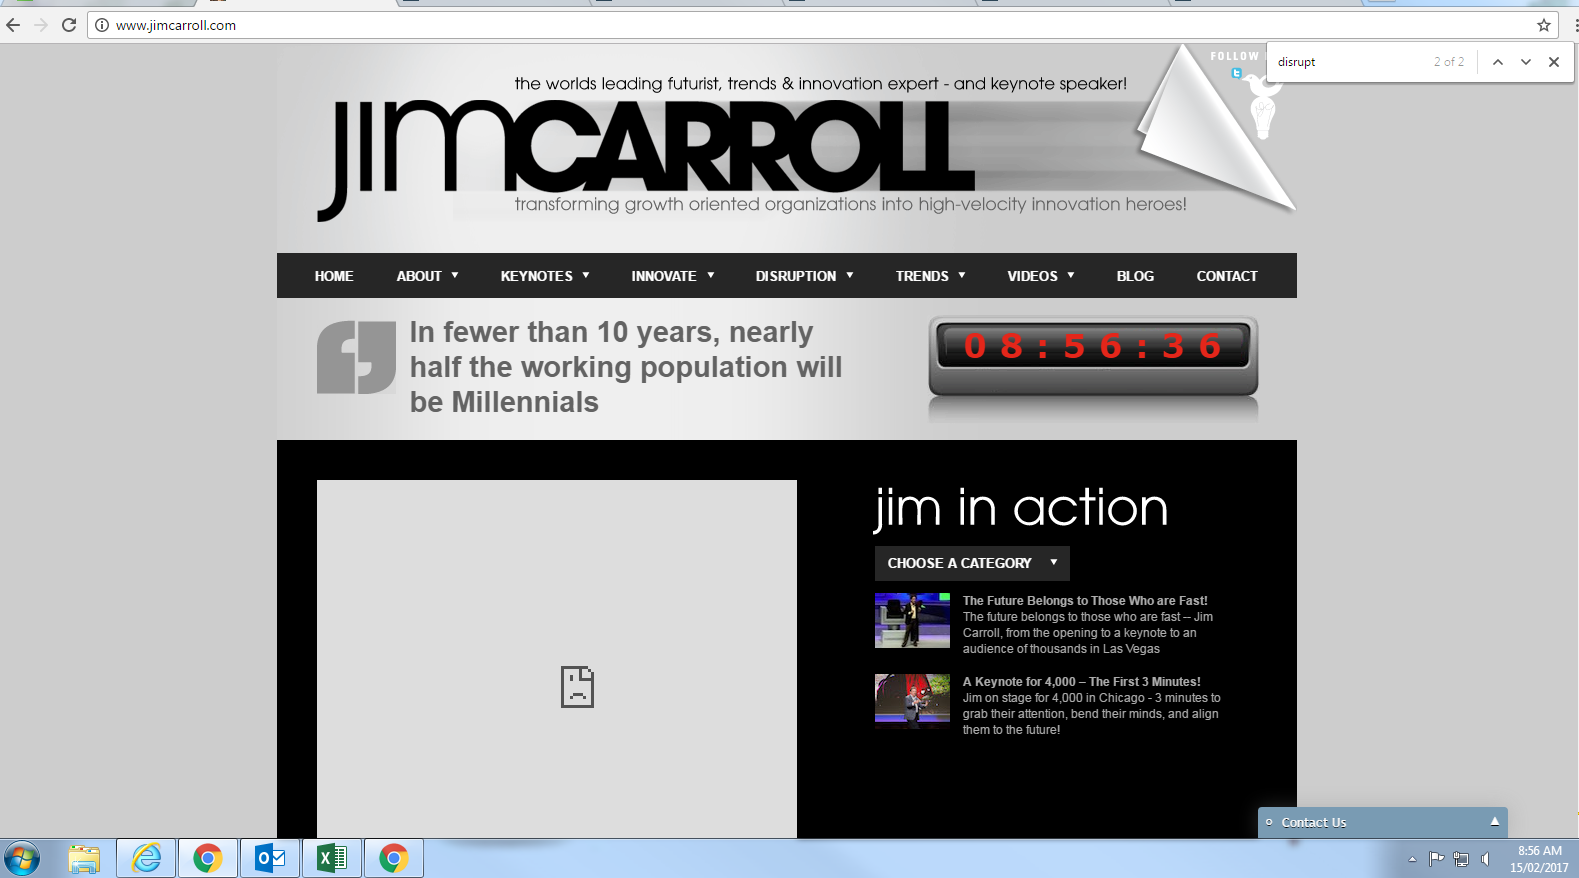 www.jimcarroll.com
disrupt
2 of 2
FOLLOW
the worlds leading futurist, trends & innovation expert - and keynote speaker!
JIMCARROLL
transforming growth oriented organizations into high-velocity innovation heroes!
HOME ABOUT KEYNOTES INNOVATE DISRUPTION TRENDS VIDEOS BLOG CONTACT
In fewer than 10 years, nearly
half the working population will
be Millennials
08:56:36
jim in action
CHOOSE A CATEGORY
The Future Belongs to Those Who are Fast!
The future belongs to those who are fast -- Jim
Carroll, from the opening to a keynote to an
audience of thousands in Las Vegas
A Keynote for 4,000 – The First 3 Minutes!
Jim on stage for 4,000 in Chicago - 3 minutes to
grab their attention, bend their minds, and align
them to the future!
Contact Us
8:56 AM
15/02/2017